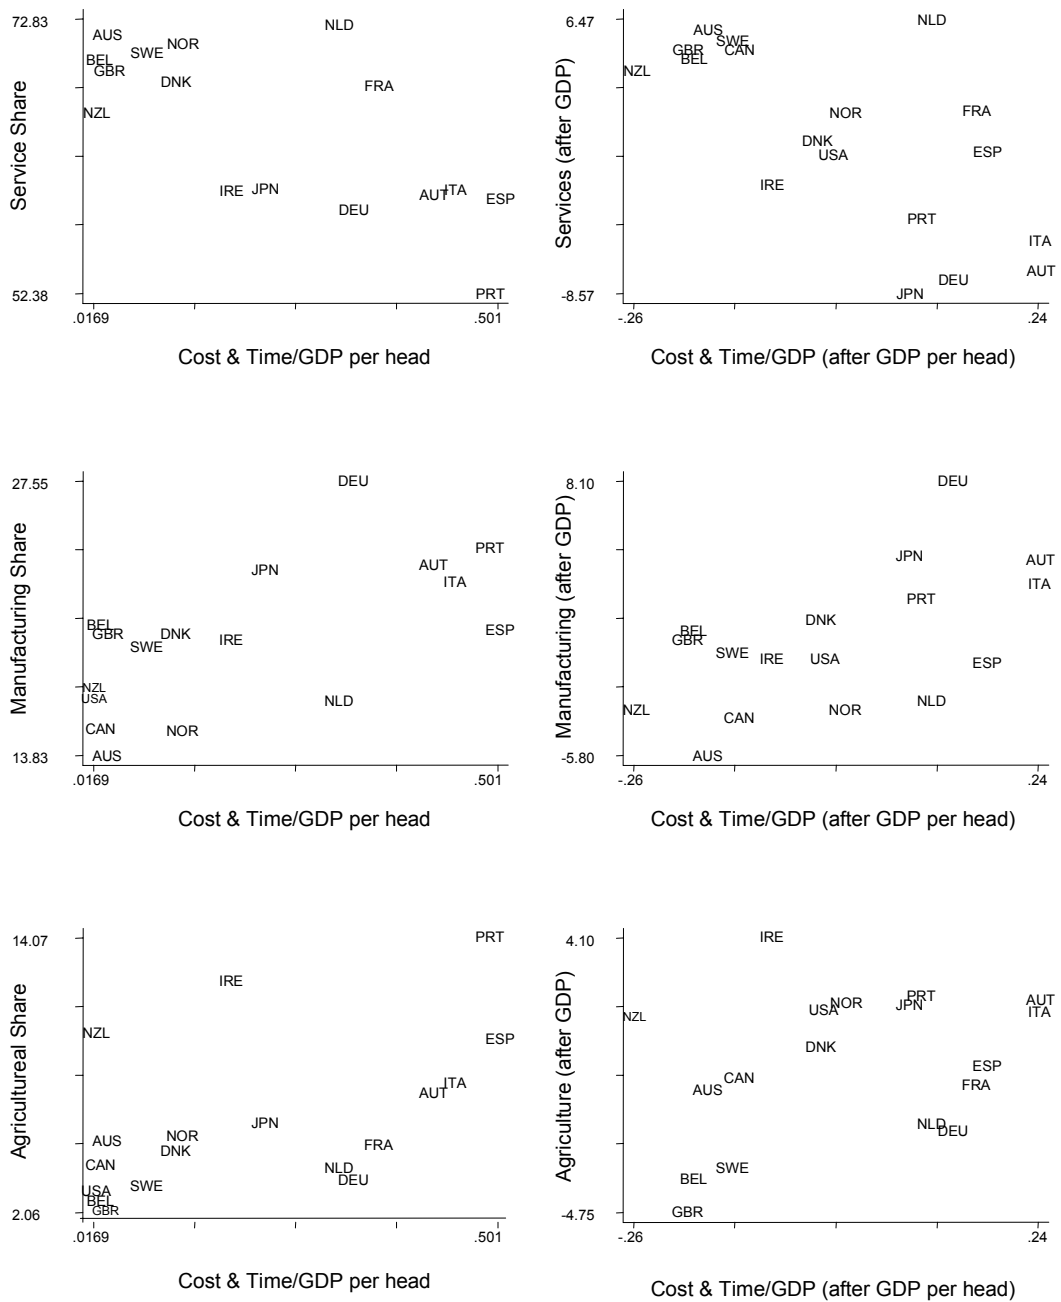 72.83
AUS
NOR
NLD
SWE
BEL
GBR
DNK
FRA
NZL
IRE
JPN
AUT
ITA
ESP
DEU
PRT
52.38
.0169
.501
Service Share
Cost & Time/GDP per head
6.47
NLD
AUS
SWE
GBR
CAN
BEL
NZL
NOR
FRA
DNK
USA
ESP
IRE
PRT
ITA
AUT
DEU
JPN
-8.57
-.26
.24
Services (after GDP)
Cost & Time/GDP (after GDP per head)
27.55
DEU
PRT
JPN
AUT
ITA
BEL
GBR
DNK
ESP
SWE
IRE
NZL
USA
NLD
CAN
NOR
AUS
13.83
.0169
.501
Manufacturing Share
Cost & Time/GDP per head
8.10
DEU
JPN
AUT
ITA
PRT
DNK
BEL
GBR
SWE
IRE
USA
ESP
NLD
NZL
NOR
CAN
AUS
-5.80
-.26
.24
Manufacturing (after GDP)
Cost & Time/GDP (after GDP per head)
14.07
PRT
IRE
NZL
ESP
ITA
AUT
JPN
NOR
AUS
FRA
DNK
CAN
NLD
DEU
SWE
USA
BEL
GBR
2.06
.0169
.501
Agricultureal Share
Cost & Time/GDP per head
4.10
IRE
PRT
AUT
NOR
JPN
USA
ITA
NZL
DNK
ESP
CAN
FRA
AUS
NLD
DEU
SWE
BEL
GBR
-4.75
-.26
.24
Agriculture (after GDP)
Cost & Time/GDP (after GDP per head)